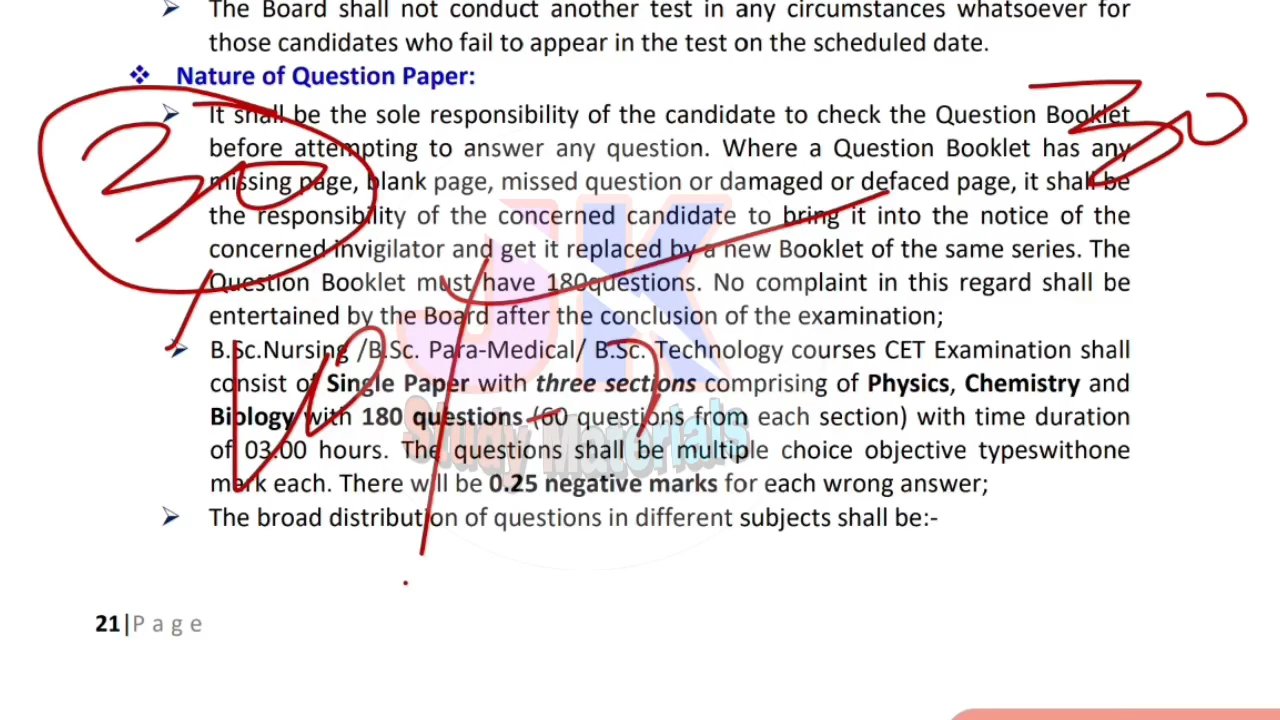 ➢ The Board shall not conduct another test in any circumstances whatsoever for
those candidates who fail to appear in the test on the scheduled date.
❖ Nature of Question Paper:
➢ It shall be the sole responsibility of the candidate to check the Question Booklet
before attempting to answer any question. Where a Question Booklet has any
missing page, blank page, missed question or damaged or defaced page, it shall be
the responsibility of the concerned candidate to bring it into the notice of the
concerned invigilator and get it replaced by a new Booklet of the same series. The
Question Booklet must have 180questions. No complaint in this regard shall be
entertained by the Board after the conclusion of the examination;
➢ B.Sc.Nursing /B.Sc. Para-Medical/ B.Sc. Technology courses CET Examination shall
consist of Single Paper with three sections comprising of Physics, Chemistry and
Biology with 180 questions (60 questions from each section) with time duration
of 03.00 hours. The questions shall be multiple choice objective typeswithone
mark each. There will be 0.25 negative marks for each wrong answer;
➢ The broad distribution of questions in different subjects shall be:-
21|Page
30
30
JK
Study Materials